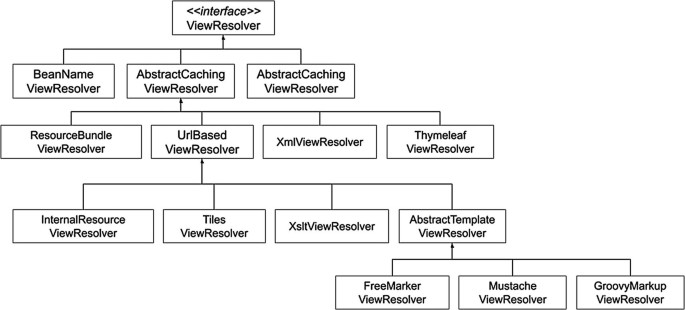 <<interface>>
ViewResolver
BeanName
ViewResolver
AbstractCaching
ViewResolver
AbstractCaching
ViewResolver
ResourceBundle
ViewResolver
UrlBased
ViewResolver
XmlViewResolver
Thymeleaf
ViewResolver
InternalResource
ViewResolver
Tiles
ViewResolver
XsltViewResolver
AbstractTemplate
ViewResolver
FreeMarker
ViewResolver
Mustache
ViewResolver
GroovyMarkup
ViewResolver